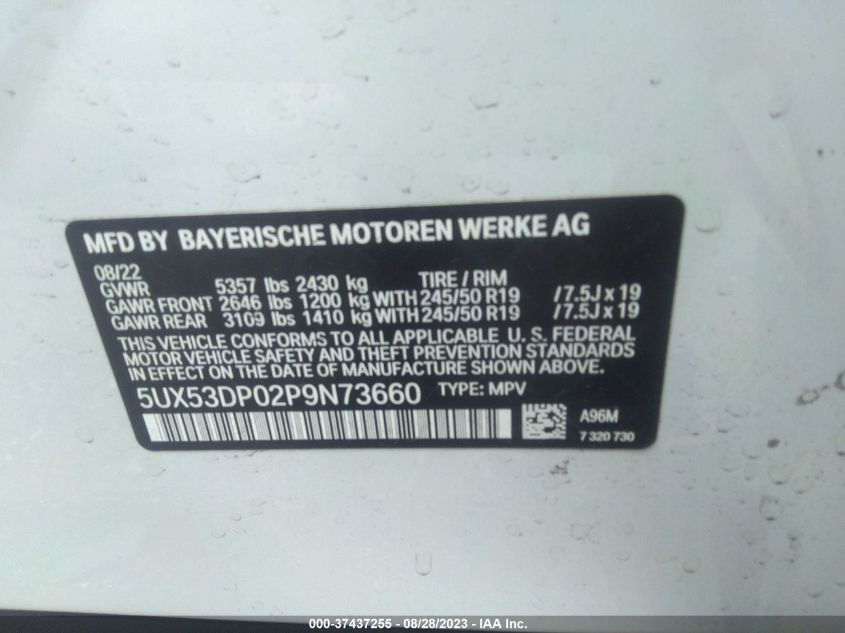 MFD BY BAYERISCHE MOTOREN WERKE AG
08/22
GVWR 5357 lbs 2430 kg TIRE / RIM
GAWR FRONT 2646 lbs 1200 kg WITH 245/50 R19 /7.5J x 19
GAWR REAR 3109 lbs 1410 kg WITH 245/50 R19 /7.5J x 19
THIS VEHICLE CONFORMS TO ALL APPLICABLE U. S. FEDERAL
MOTOR VEHICLE SAFETY AND THEFT PREVENTION STANDARDS
IN EFFECT ON THE DATE OF MANUFACTURE SHOWN ABOVE.
5UX53DP02P9N73660 TYPE: MPV
A96M
7 320 730
000-37437255 - 08/28/2023 - IAA Inc.